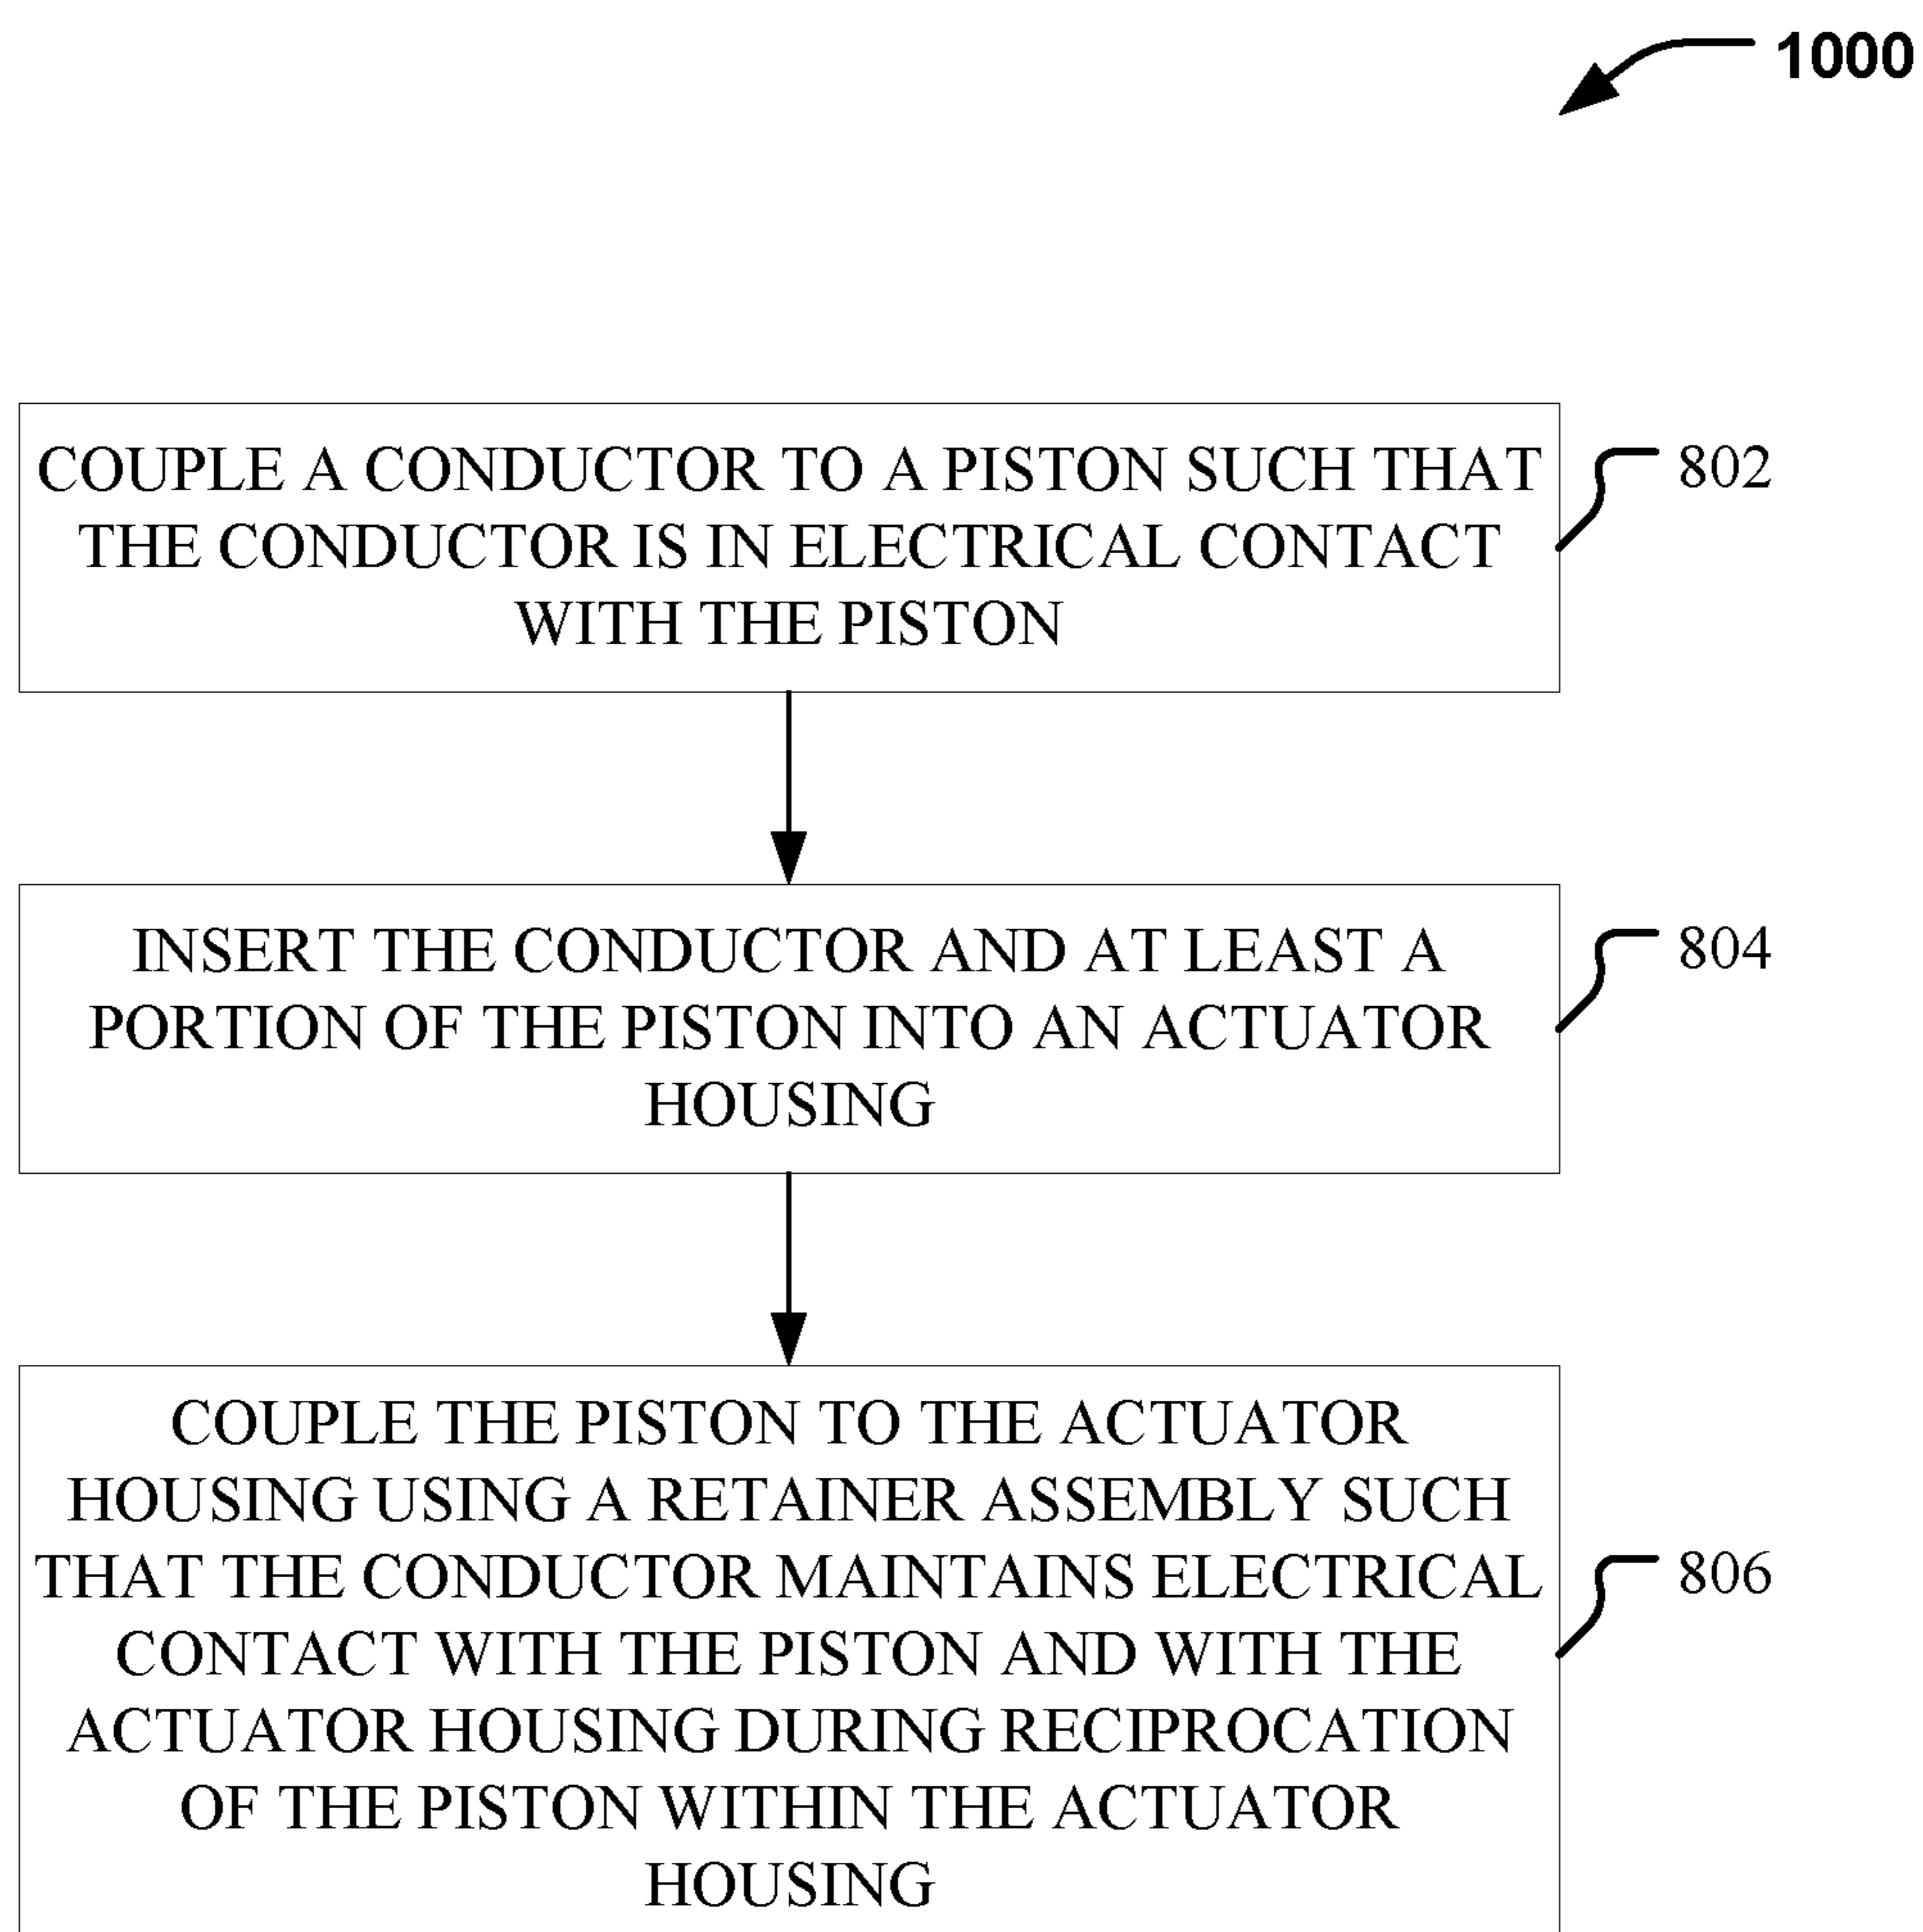 1000
COUPLE A CONDUCTOR TO A PISTON SUCH THAT
THE CONDUCTOR IS IN ELECTRICAL CONTACT
WITH THE PISTON
802
INSERT THE CONDUCTOR AND AT LEAST A
PORTION OF THE PISTON INTO AN ACTUATOR
HOUSING
804
COUPLE THE PISTON TO THE ACTUATOR
HOUSING USING A RETAINER ASSEMBLY SUCH
THAT THE CONDUCTOR MAINTAINS ELECTRICAL
CONTACT WITH THE PISTON AND WITH THE
ACTUATOR HOUSING DURING RECIPROCATION
OF THE PISTON WITHIN THE ACTUATOR
HOUSING
806